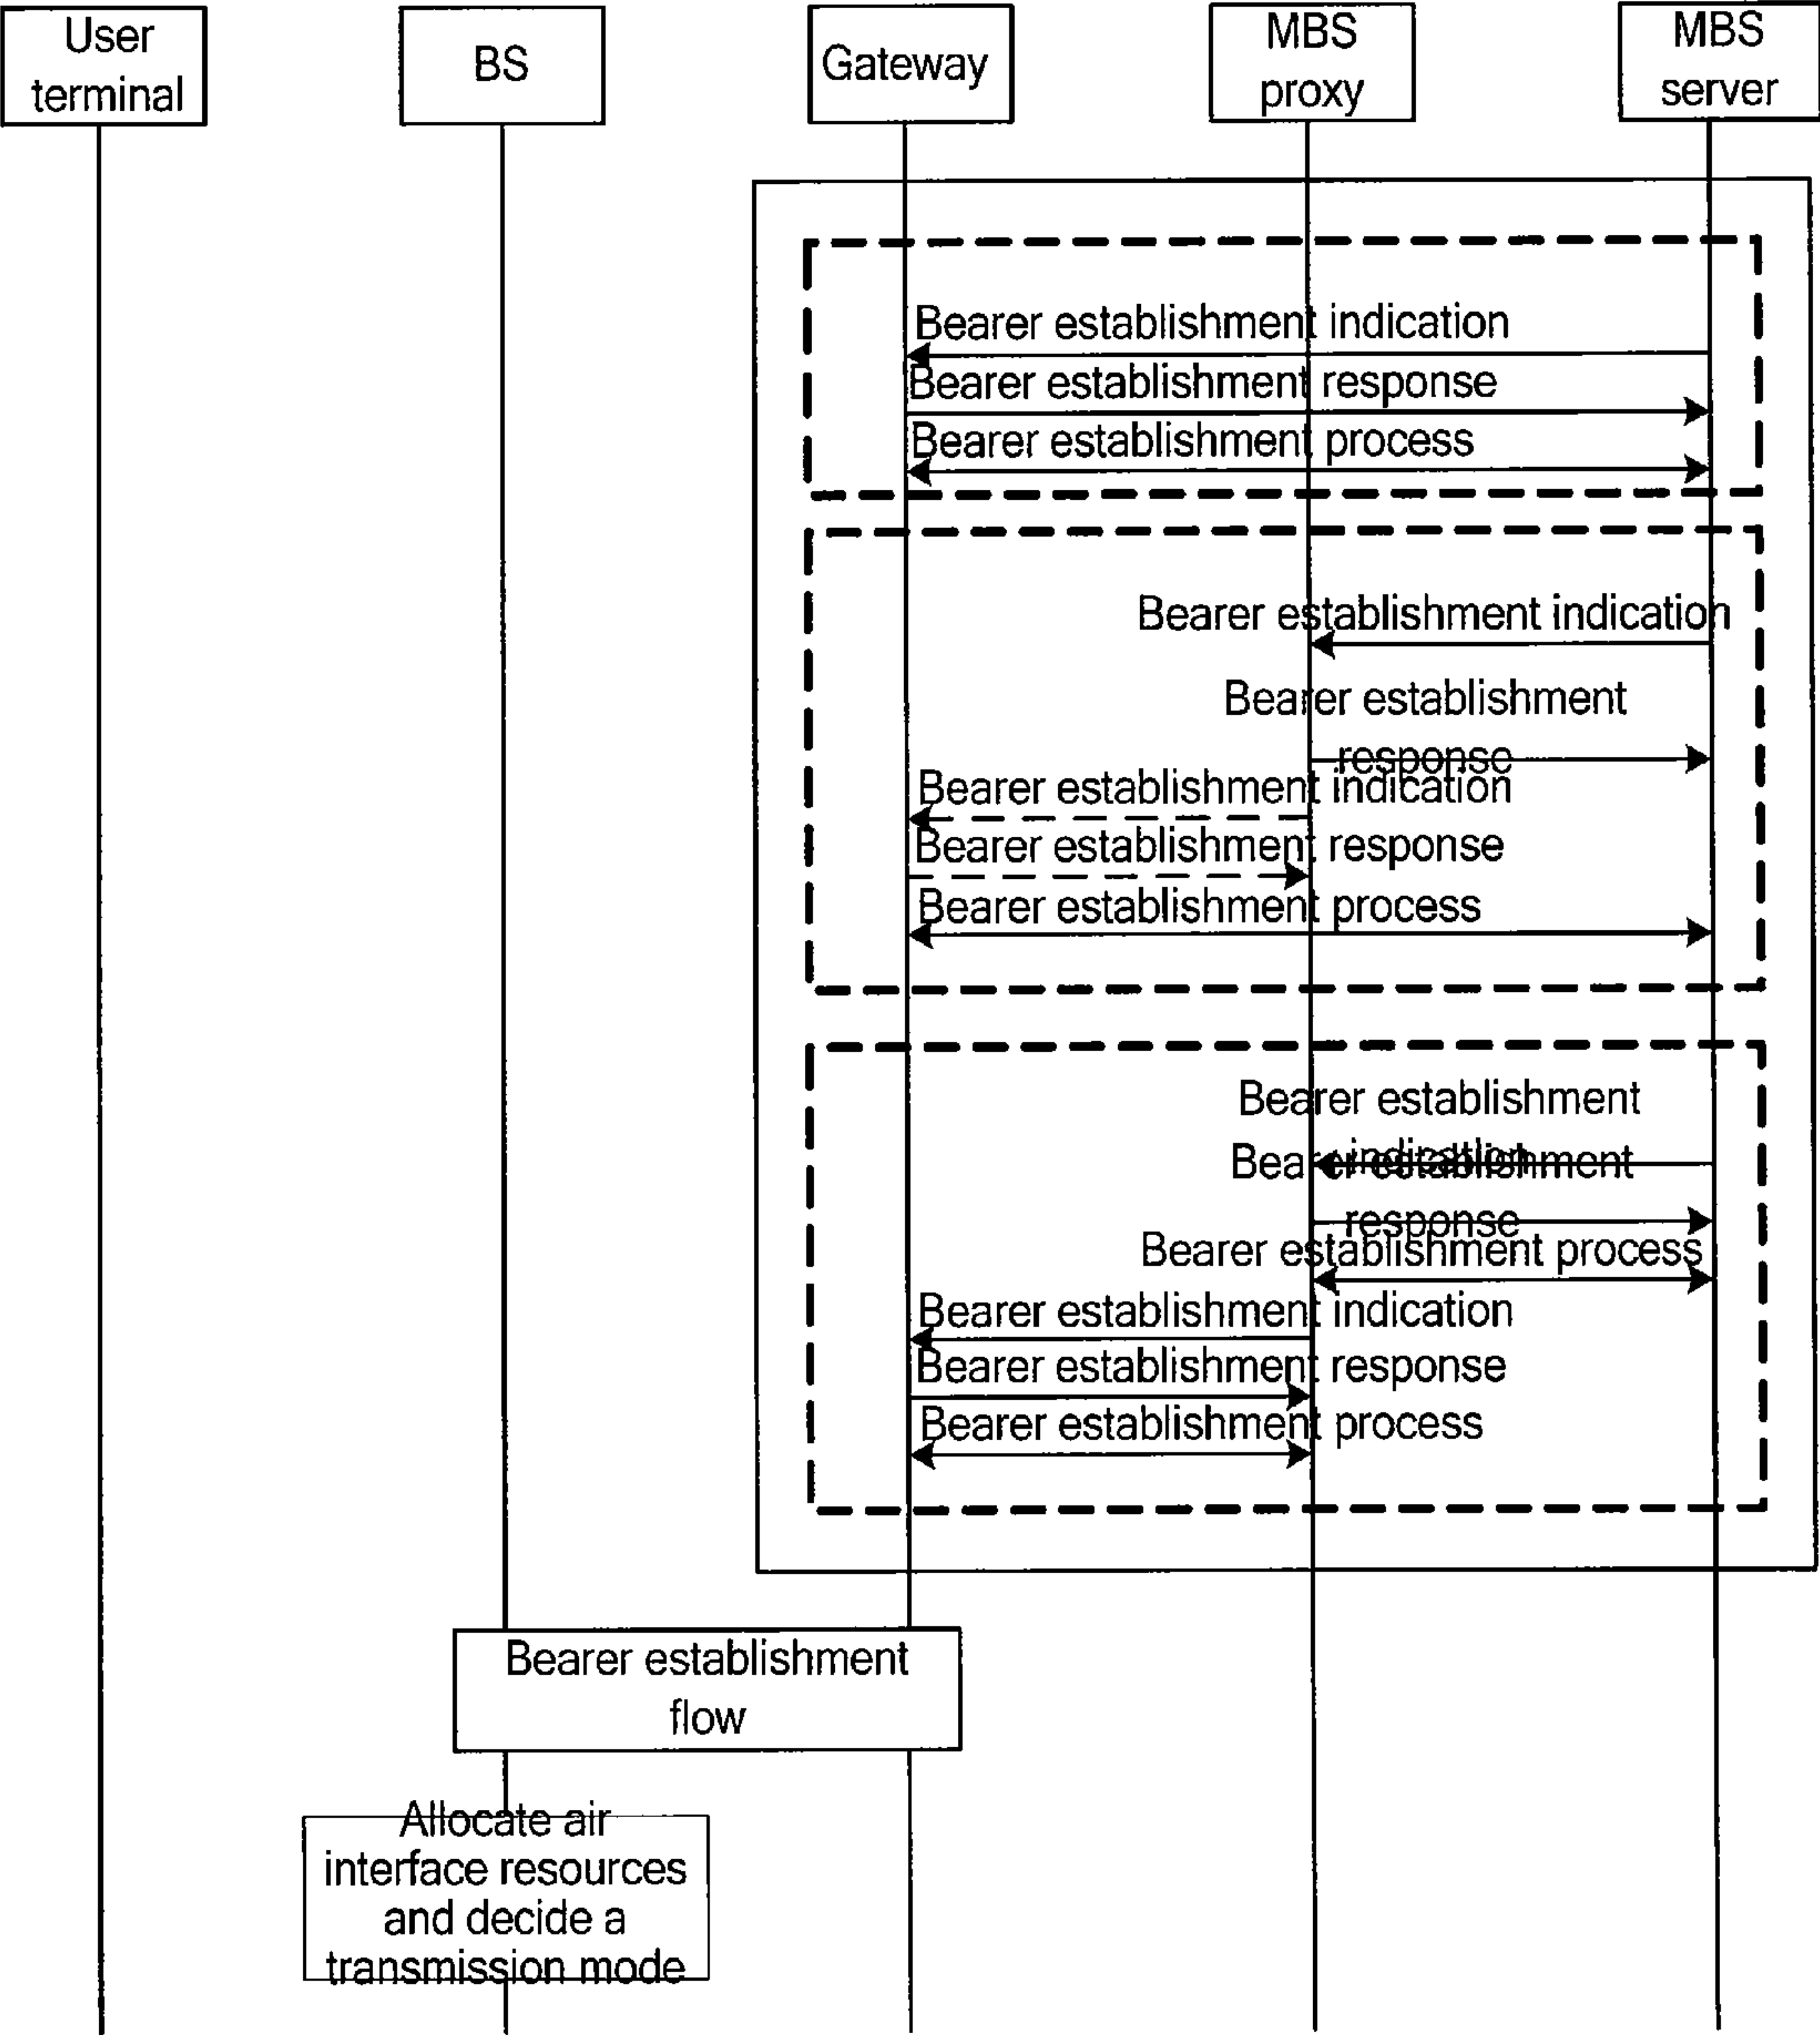 User
terminal
BS
Gateway
MBS
proxy
MBS
server
Bearer establishment indication
Bearer establishment response
Bearer establishment process
Bearer establishment indication
Bearer establishment
response
Bearer establishment indication
Bearer establishment response
Bearer establishment process
Bearer establishment
indication
Bearer establishment
response
Bearer establishment process
Bearer establishment indication
Bearer establishment response
Bearer establishment process
Bearer establishment
flow
Allocate air
interface resources
and decide a
transmission mode